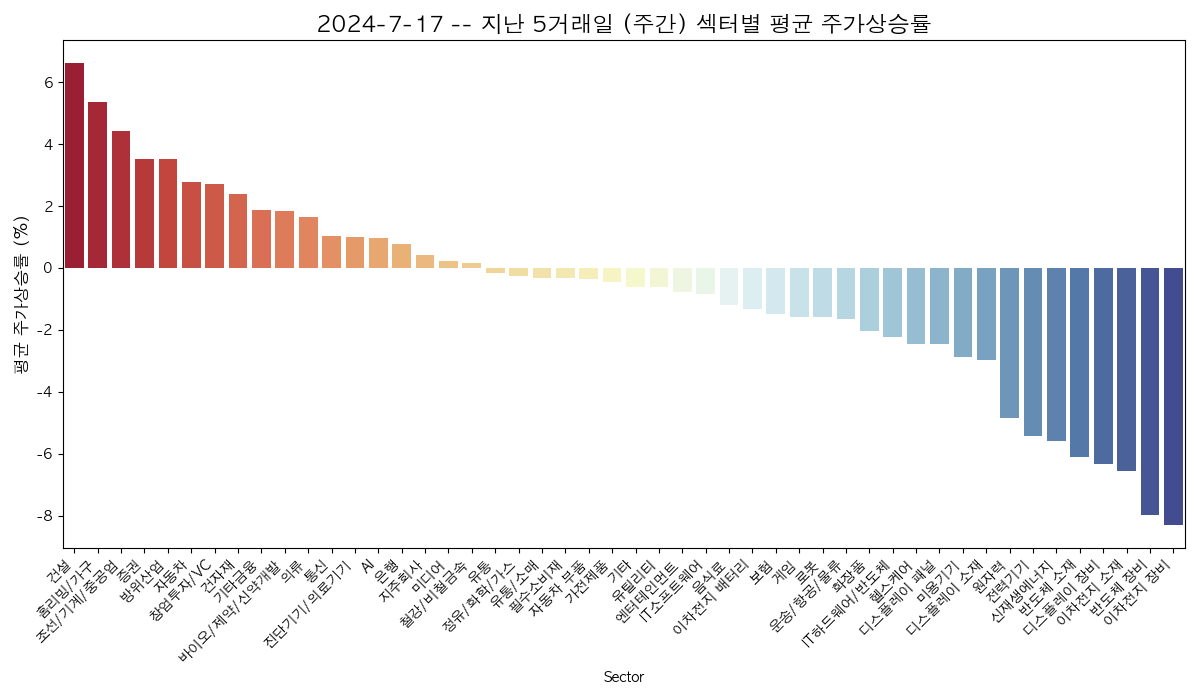 2024-7-17 -- 지난 5거래일 (주간) 섹터별 평균 주가상승률
평균 주가상승률 (%)
6
4
2
0
-2
-4
-6
-8
건설
홈리빙/가구
조선/기계/중공업
증권
방위산업
자동차
창업투자/VC
건자재
기타금융
바이오/제약/신약개발
의류
통신
진단기기/의료기기
AI
은행
지주회사
미디어
철강/비철금속
유통
정유/화학/가스
유통/소매
필수소비재
자동차 부품
가전제품
기타
유틸리티
엔터테인먼트
IT소프트웨어
음식료
이차전지 배터리
보험
게임
로봇
운송/항공/물류
화장품
IT하드웨어/반도체
헬스케어
디스플레이 패널
미용기기
디스플레이 소재
원자력
전력기기
신재생에너지
반도체 소재
디스플레이 장비
이차전지 소재
반도체 장비
이차전지 장비
Sector